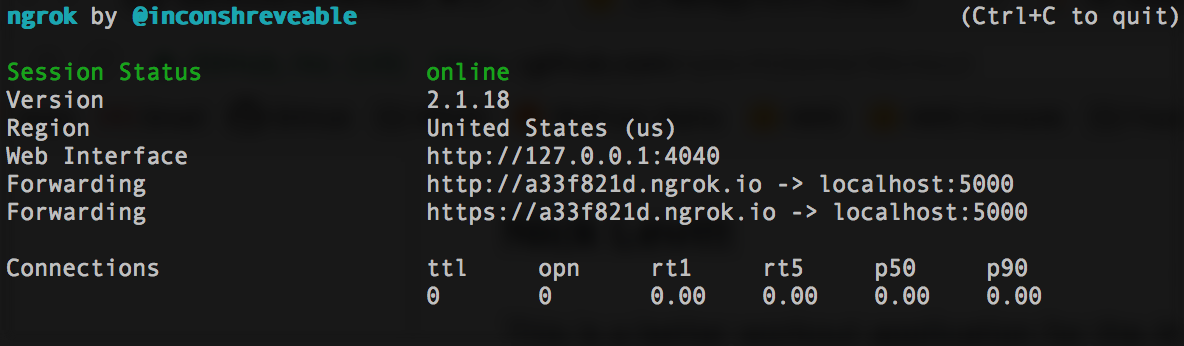 ngrok by @inconshreveable (Ctrl+C to quit)
Session Status online
Version 2.1.18
Region United States (us)
Web Interface http://127.0.0.1:4040
Forwarding http://a33f821d.ngrok.io -> localhost:5000
Forwarding https://a33f821d.ngrok.io -> localhost:5000
Connections ttl opn rt1 rt5 p50 p90
0 0 0.00 0.00 0.00 0.00